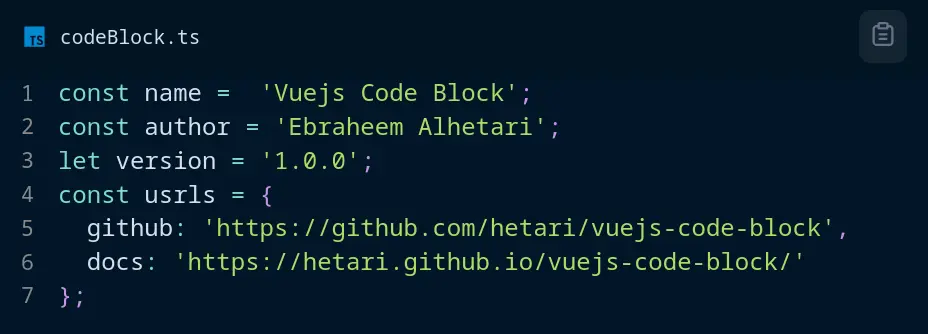 TS codeBlock.ts
1 const name =  'Vuejs Code Block';
2 const author = 'Ebraheem Alhetari';
3 let version = '1.0.0';
4 const usrls = {
5   github: 'https://github.com/hetari/vuejs-code-block',
6   docs: 'https://hetari.github.io/vuejs-code-block/'
7 };